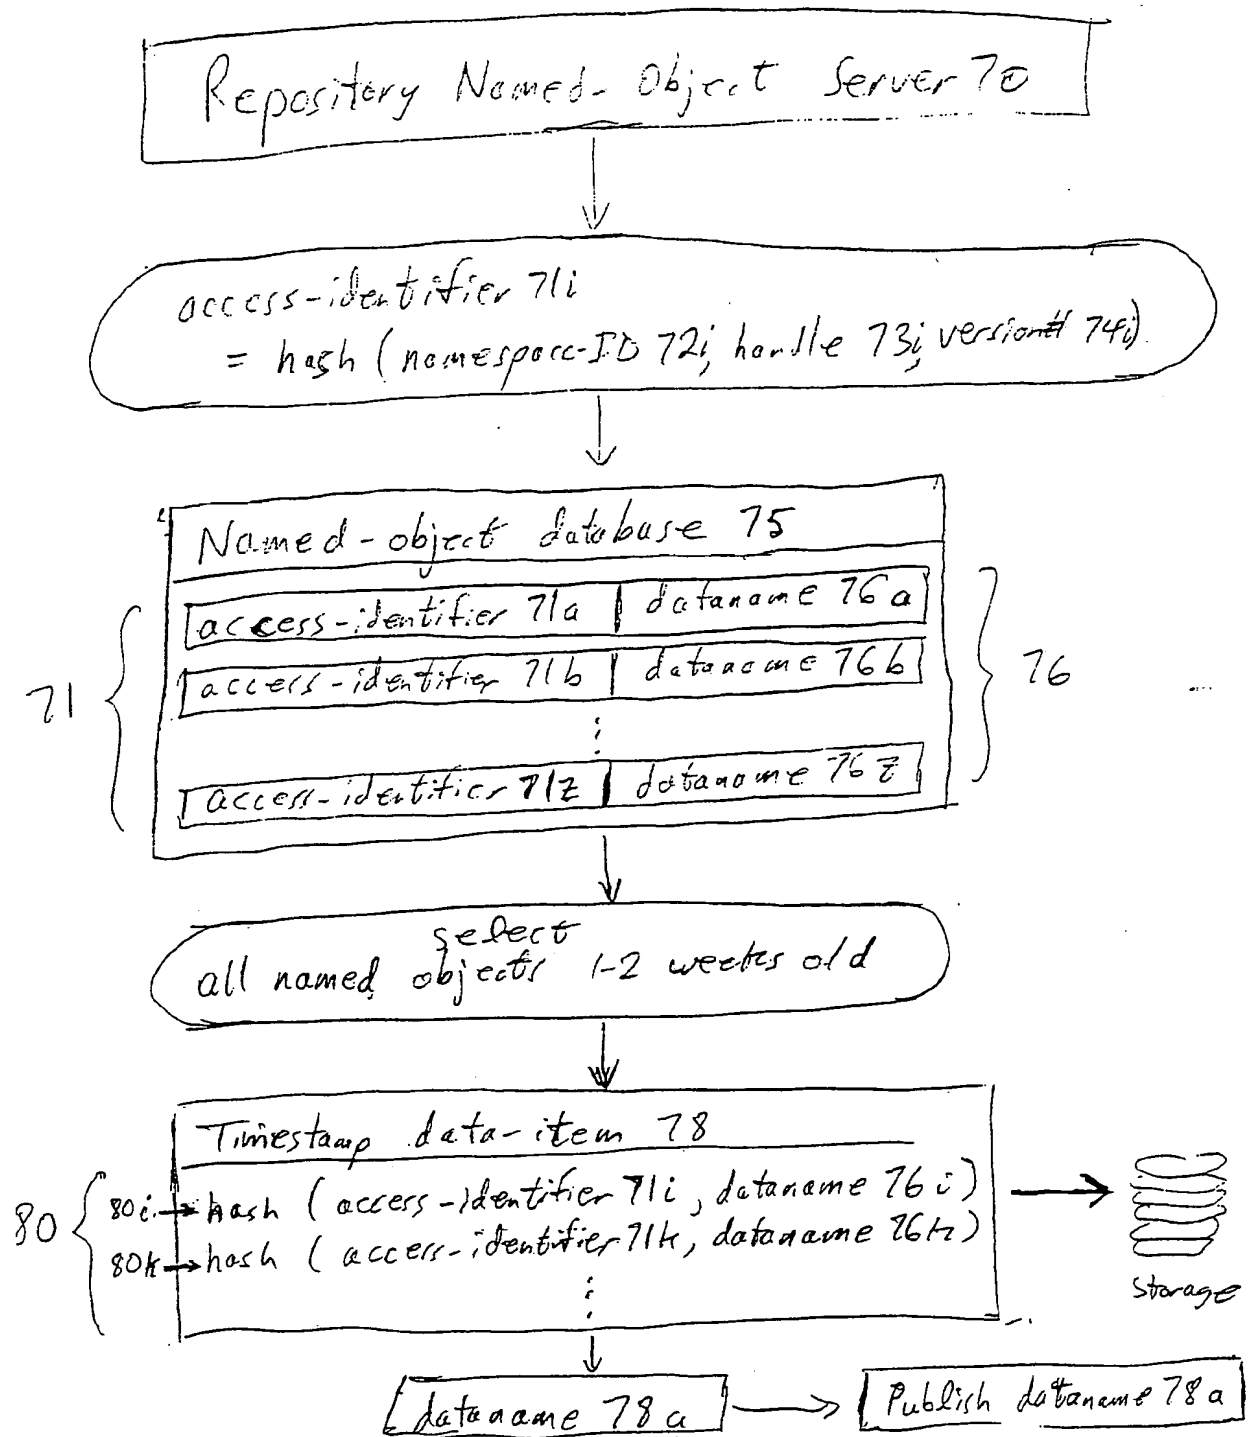 Repository Named-Object Server 70
access-identifier 71i
= hash (namespace-ID 72i, handle 73i, version# 74i)
Named-object database 75
access-identifier 71a | dataname 76a
access-identifier 71b | dataname 76b
71
76
access-identifier 71z | dataname 76z
select
all named objects 1-2 weeks old
Timestamp data-item 78
80
80i → hash (access-identifier 71i, dataname 76i)
80k → hash (access-identifier 71k, dataname 76k)
Storage
dataname 78a
Publish dataname 78a